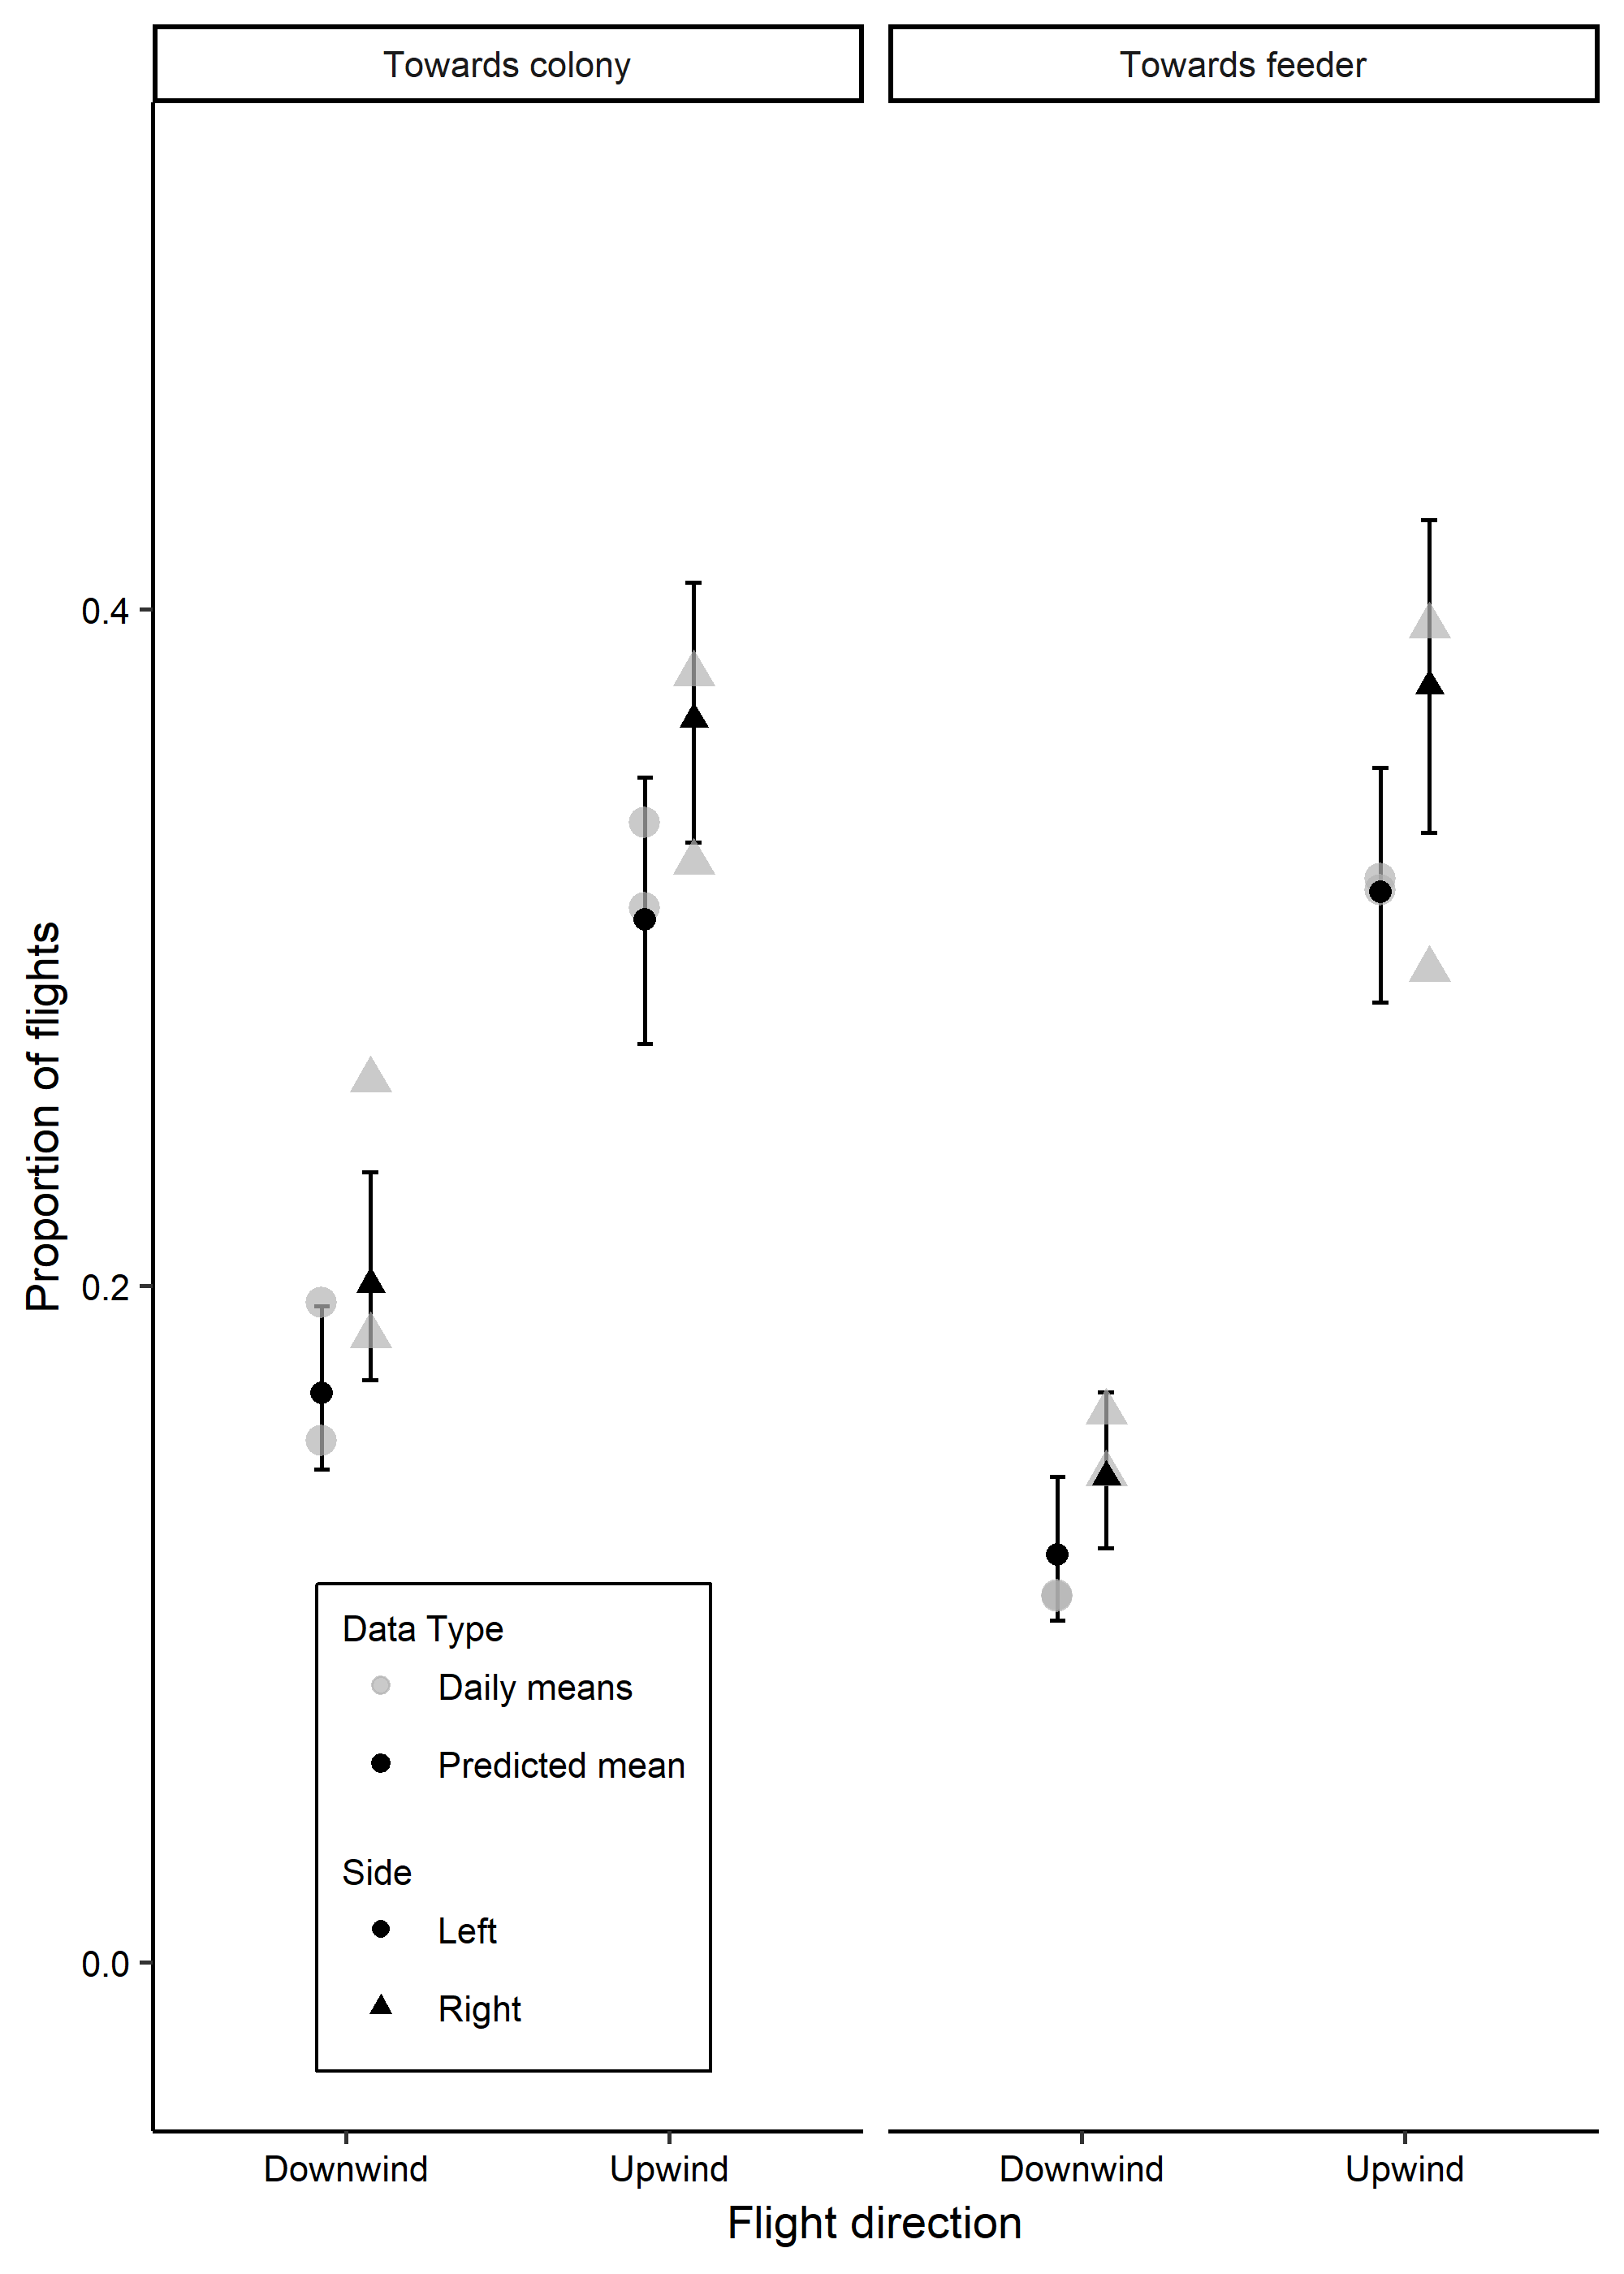 Towards colony
Towards feeder
Proportion of flights
0.4
0.2
0.0
Data Type
Daily means
Predicted mean
Side
Left
Right
Downwind
Upwind
Downwind
Upwind
Flight direction